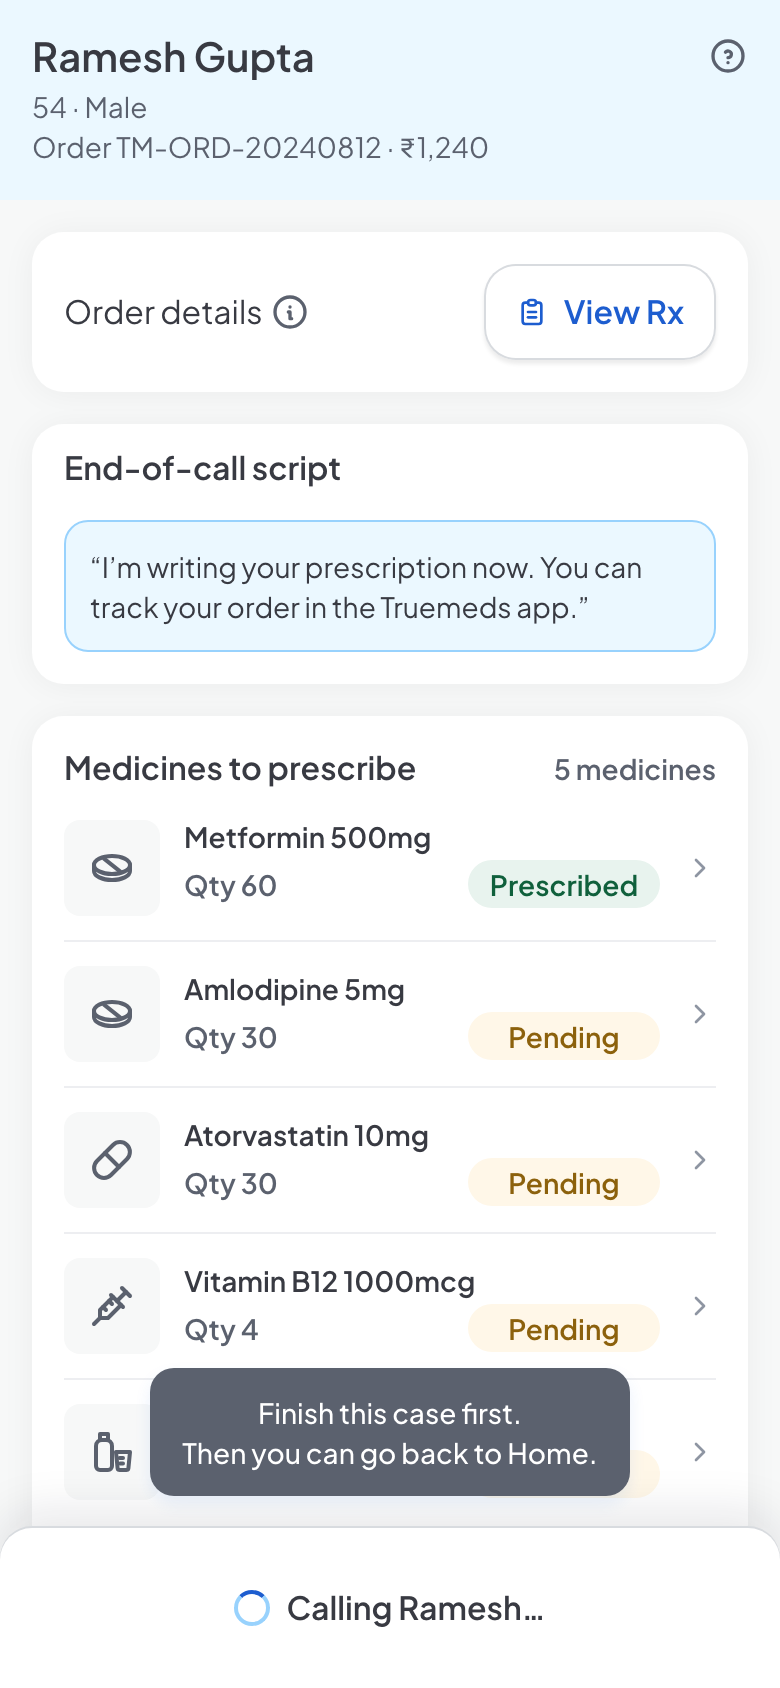 Ramesh Gupta
54 · Male
Order TM-ORD-20240812 · ₹1,240
Order details
View Rx
End-of-call script
“I’m writing your prescription now. You can
track your order in the Truemeds app.”
Medicines to prescribe
5 medicines
Metformin 500mg
Qty 60
Prescribed
Amlodipine 5mg
Qty 30
Pending
Atorvastatin 10mg
Qty 30
Pending
Vitamin B12 1000mcg
Qty 4
Pending
Finish this case first.
Then you can go back to Home.
Calling Ramesh…